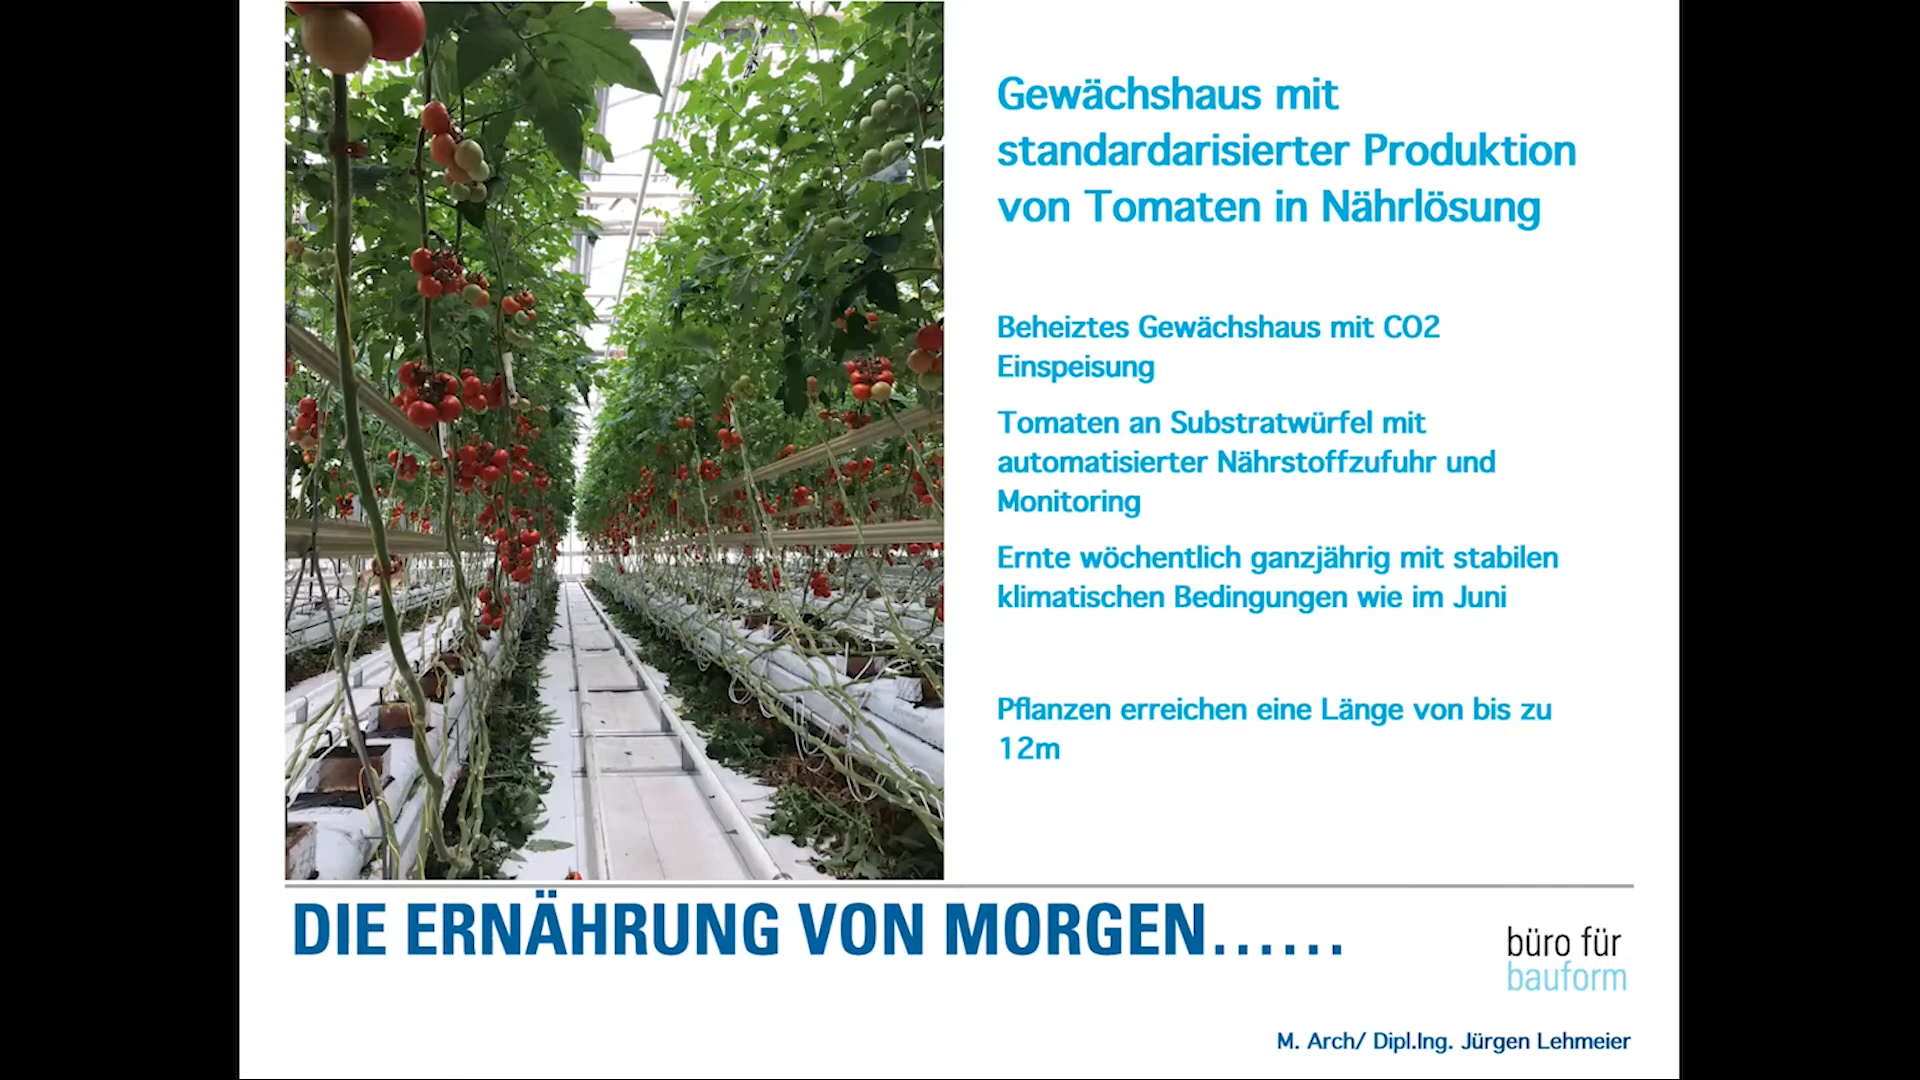 Gewächshaus mit
standardarisierter Produktion
von Tomaten in Nährlösung
Beheiztes Gewächshaus mit CO2
Einspeisung
Tomaten an Substratwürfel mit
automatisierter Nährstoffzufuhr und
Monitoring
Ernte wöchentlich ganzjährig mit stabilen
klimatischen Bedingungen wie im Juni
Pflanzen erreichen eine Länge von bis zu
12m
DIE ERNÄHRUNG VON MORGEN......
büro für
bauform
M. Arch/ Dipl.Ing. Jürgen Lehmeier